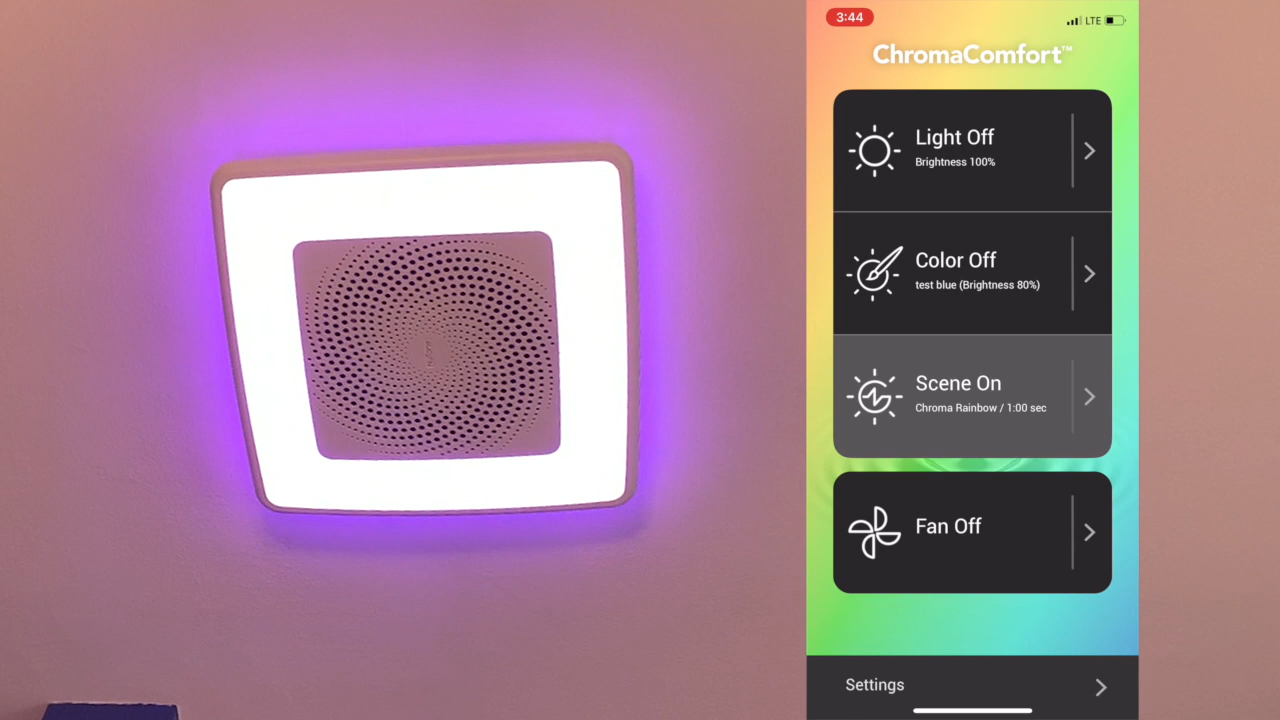 3:44
LTE
ChromaComfort™
Light Off
Brightness 100%
Color Off
test blue (Brightness 80%)
Scene On
Chroma Rainbow / 1:00 sec
Fan Off
Settings